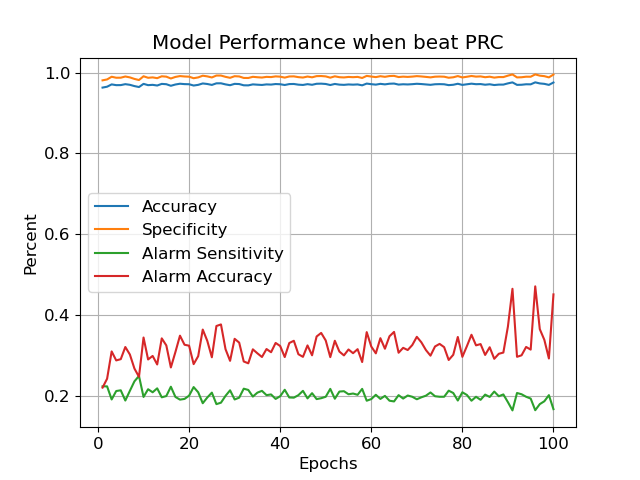 Model Performance when beat PRC
1.0
0.8
0.6
0.4
0.2
Percent
Accuracy
Specificity
Alarm Sensitivity
Alarm Accuracy
0 20 40 60 80 100
Epochs